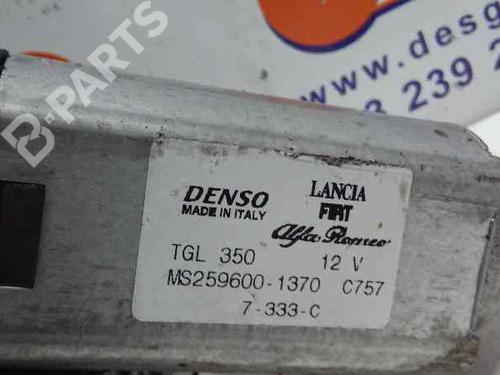 B-PARTS
www.desg
3 239 2
DENSO
MADE IN ITALY
LANCIA
FIAT
Alfa Romeo
TGL 350 12 V
MS259600-1370 C757
7-333-C